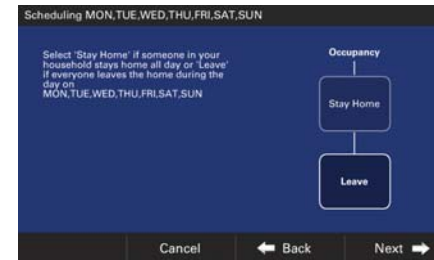 Scheduling MON,TUE,WED,THU,FRI,SAT,SUN
Select 'Stay Home' if someone in your
household stays home all day or 'Leave'
if everyone leaves the home during the
day on
MON,TUE,WED,THU,FRI,SAT,SUN
Occupancy
Stay Home
Leave
Cancel
Back
Next